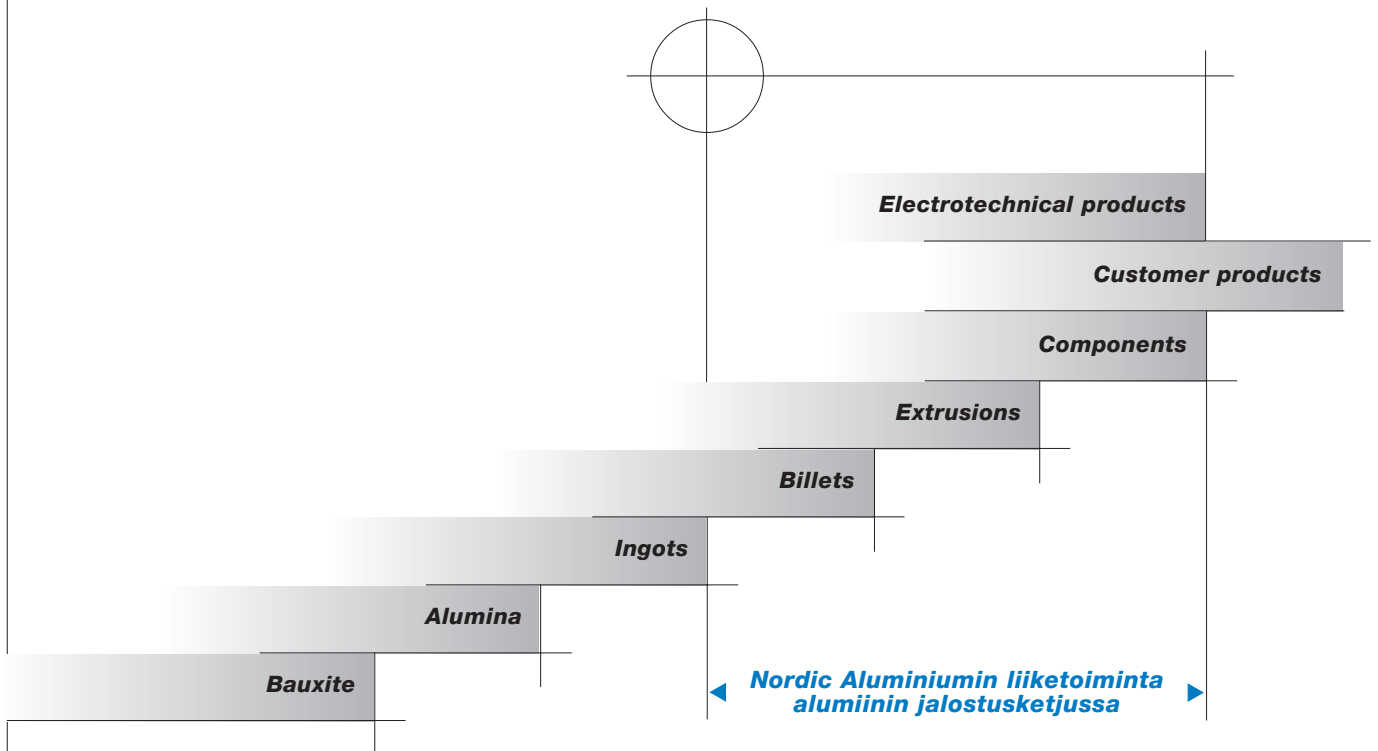 Electrotechnical products
Customer products
Components
Extrusions
Billets
Ingots
Alumina
Bauxite
Nordic Aluminiumin liiketoiminta
alumiinin jalostusketjussa